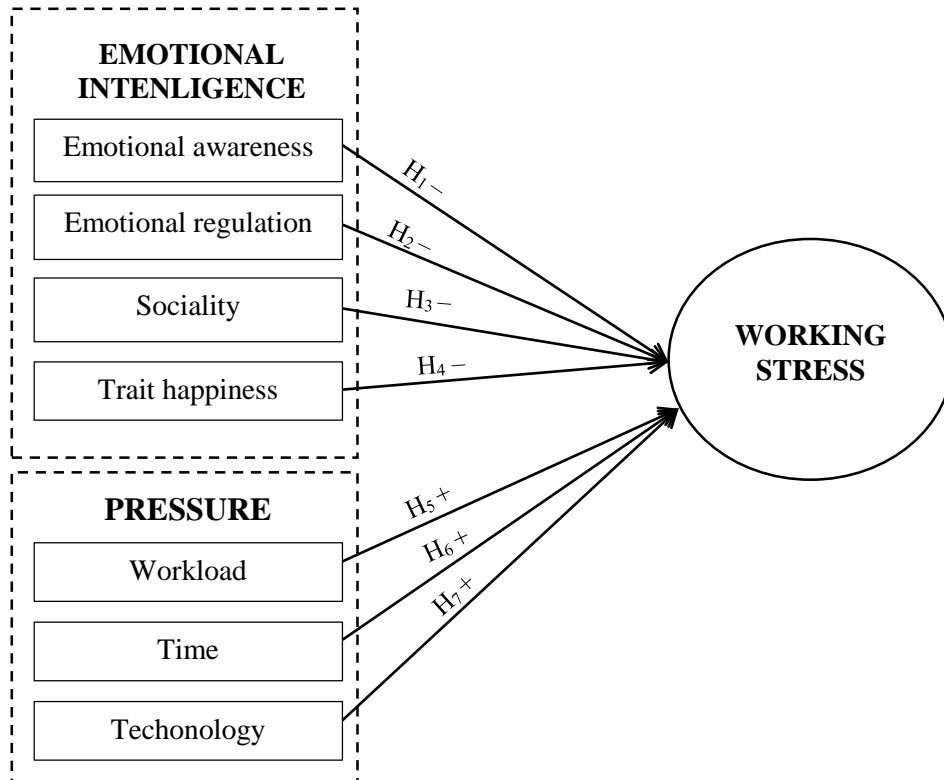 EMOTIONAL
INTENLIGENCE
Emotional awareness
Emotional regulation
Sociality
Trait happiness
H₁−
H₂−
H₃−
H₄−
WORKING
STRESS
PRESSURE
Workload
Time
Techonology
H₅+
H₆+
H₇+